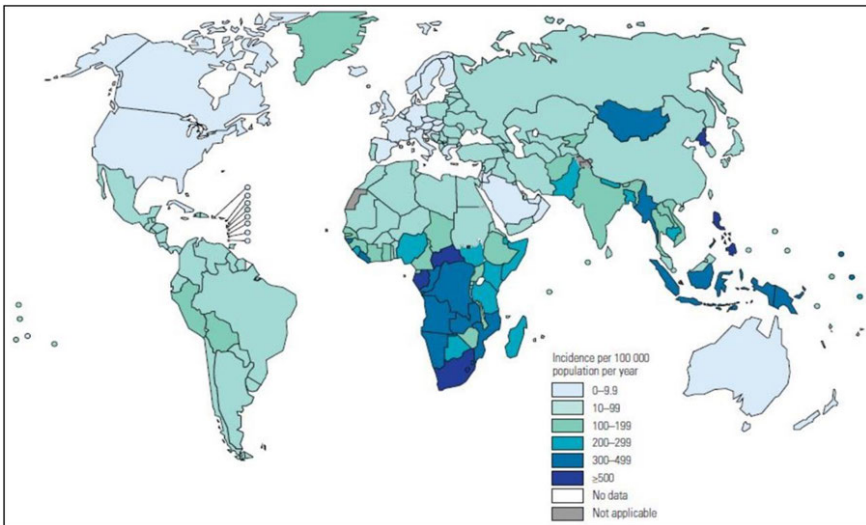 Incidence per 100 000
population per year
0–9.9
10–99
100–199
200–299
300–499
≥500
No data
Not applicable